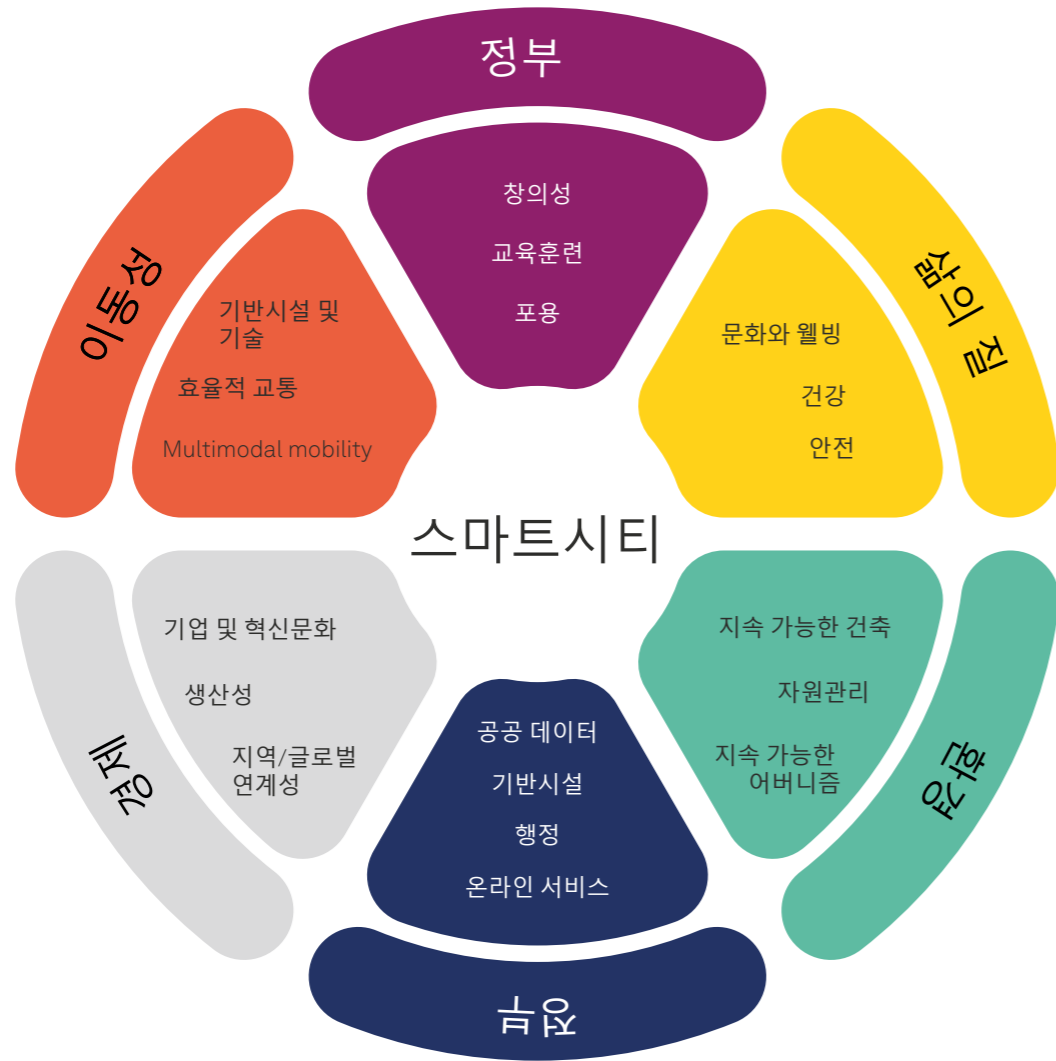 정부
창의성
교육훈련
포용
삶의 질
문화와 웰빙
건강
안전
환경
지속 가능한 건축
자원관리
지속 가능한
어버니즘
정부
공공 데이터
기반시설
행정
온라인 서비스
경제
기업 및 혁신문화
생산성
지역/글로벌
연계성
이동성
기반시설 및
기술
효율적 교통
Multimodal mobility
스마트시티